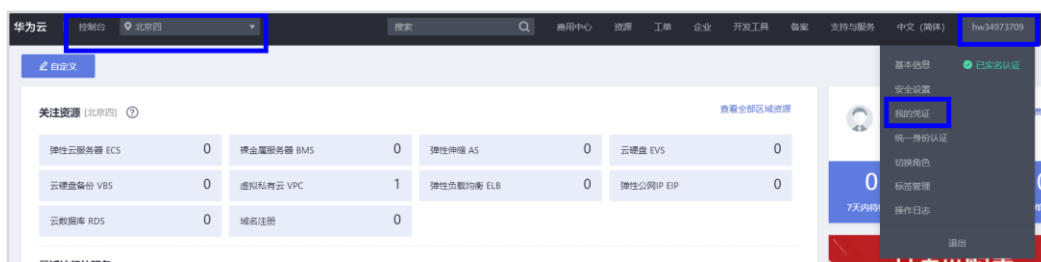 华为云 控制台 北京四 搜索 费用中心 资源 工单 企业 开发工具 备案 支持与服务 中文 (简体) hw34973709
自定义
基本信息 已实名认证
安全设置
关注资源 [北京四] 查看全部区域资源
我的凭证
统一身份认证
弹性云服务器 ECS 0 裸金属服务器 BMS 0 弹性伸缩 AS 0 云硬盘 EVS 0
切换角色
云硬盘备份 VBS 0 虚拟私有云 VPC 1 弹性负载均衡 ELB 0 弹性公网IP EIP 0
0
标签管理
7天内待
操作日志
云数据库 RDS 0 域名注册 0
退出